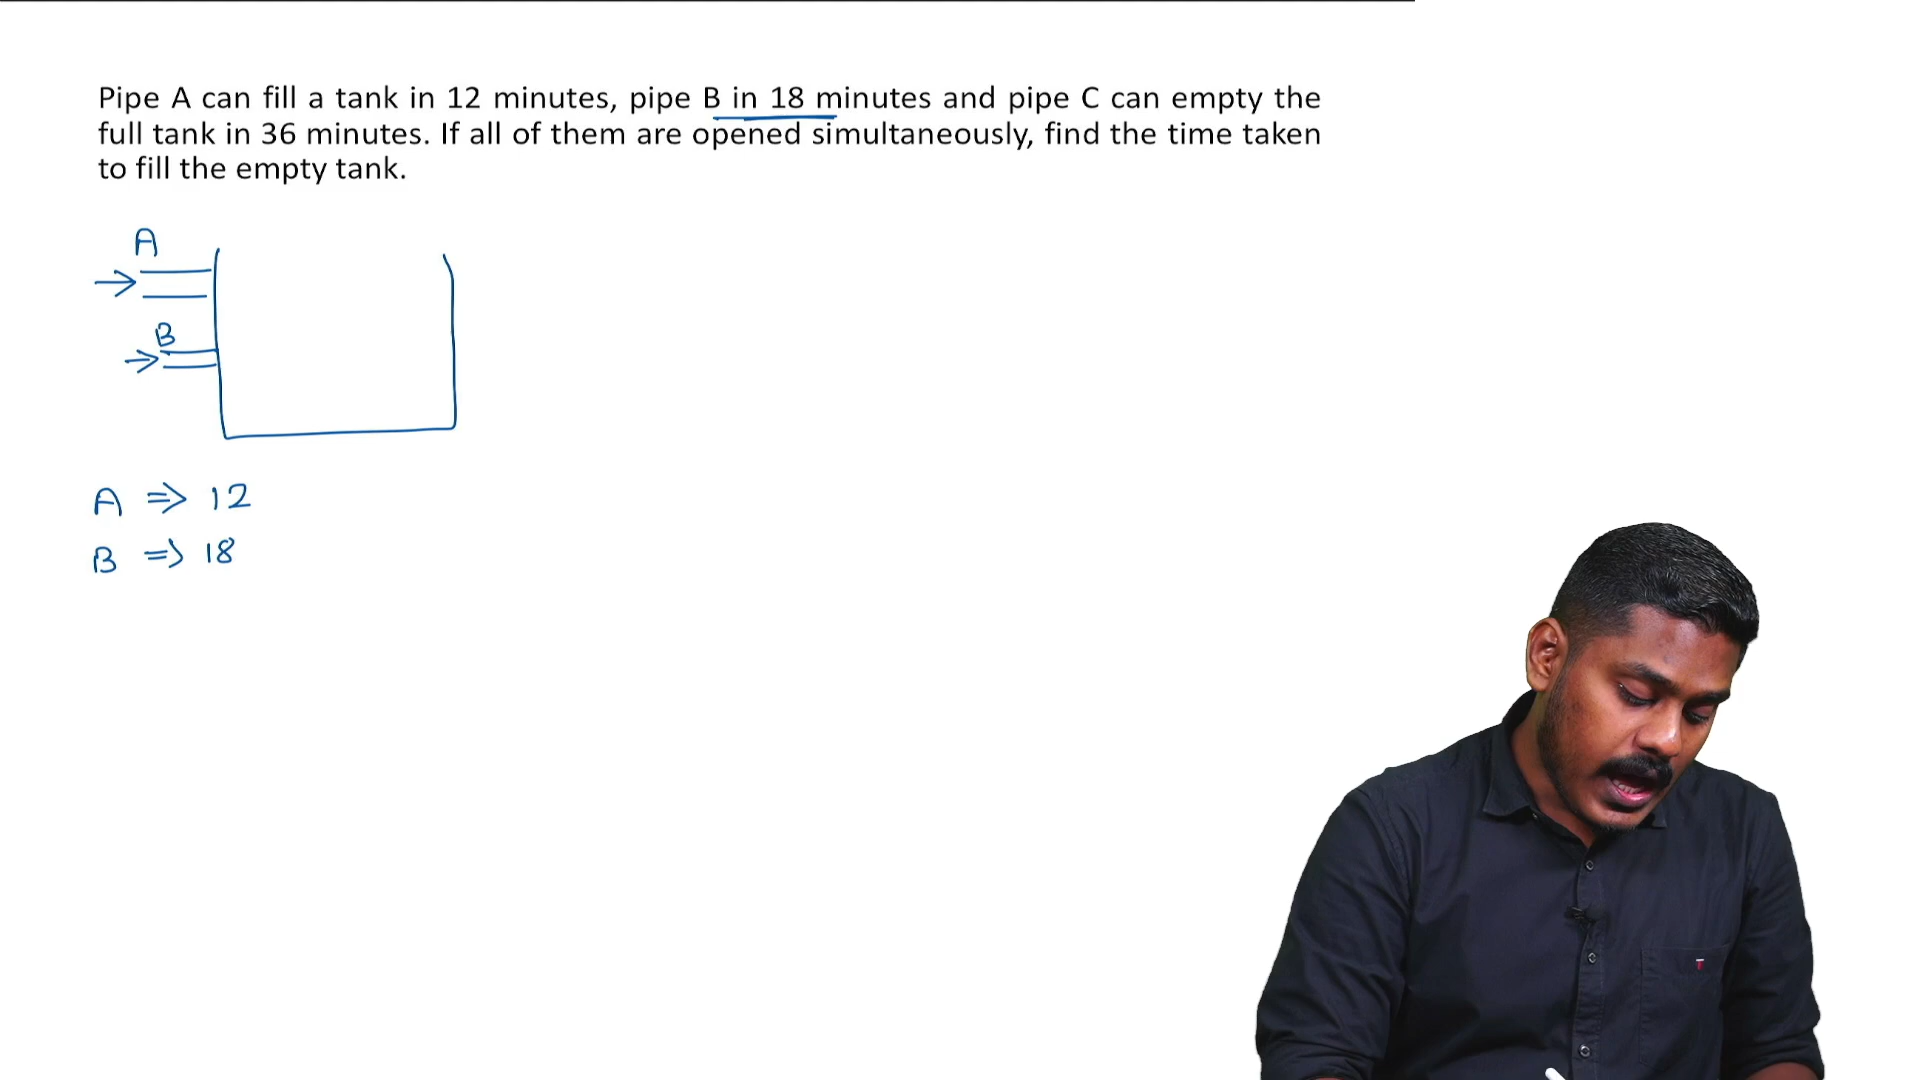 Pipe A can fill a tank in 12 minutes, pipe B in 18 minutes and pipe C can empty the
full tank in 36 minutes. If all of them are opened simultaneously, find the time taken
to fill the empty tank.
A
B
A => 12
B => 18